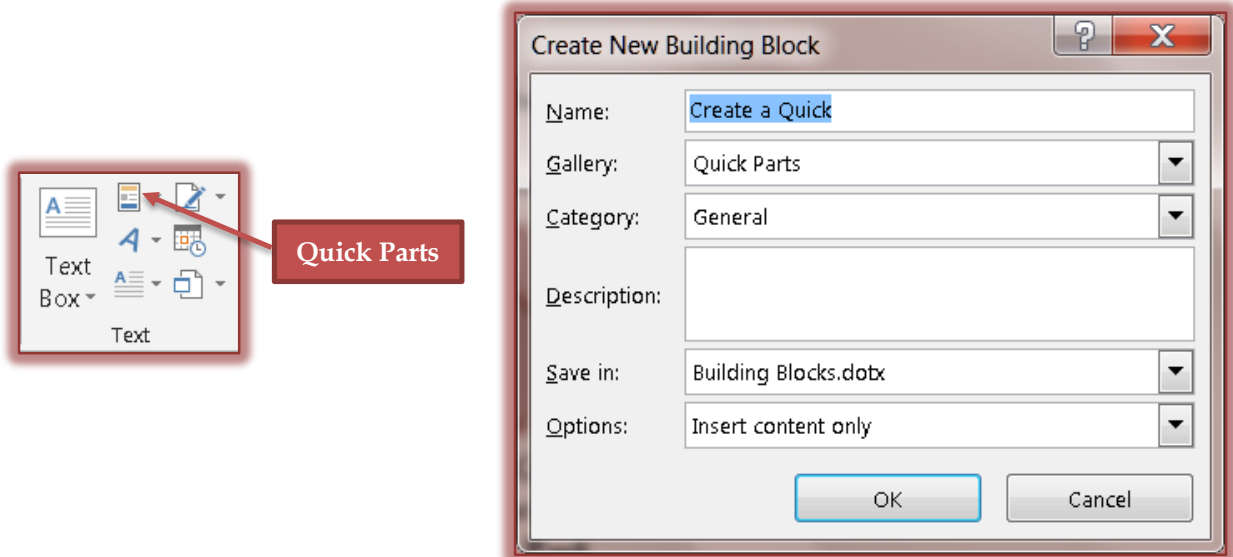 Text
Box
Text
Quick Parts
Create New Building Block
Name: Create a Quick
Gallery: Quick Parts
Category: General
Description:
Save in: Building Blocks.dotx
Options: Insert content only
OK Cancel